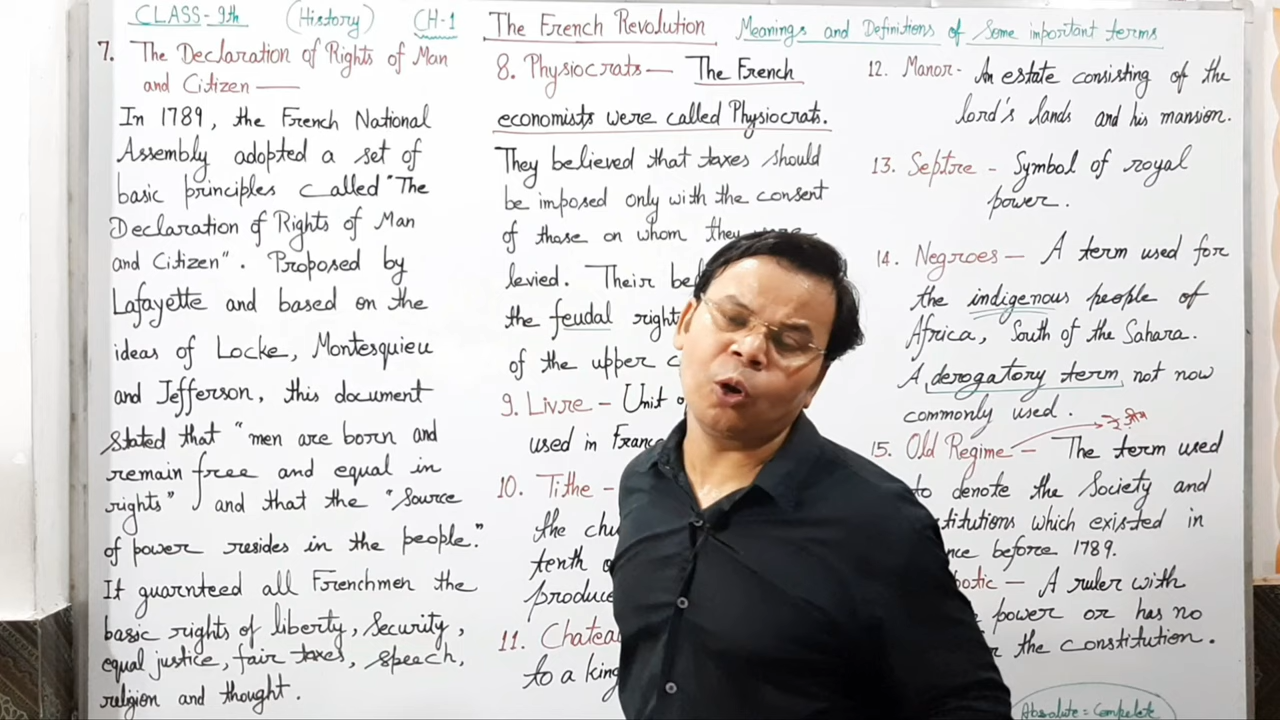 CLASS-9th (History) CH-1 The French Revolution Meanings and Definitions of Some important terms
7. The Declaration of Rights of Man
and Citizen —
In 1789, the French National
Assembly adopted a set of
basic principles called "The
Declaration of Rights of Man
and Citizen". Proposed by
Lafayette and based on the
ideas of Locke, Montesquieu
and Jefferson, this document
stated that "men are born and
remain free and equal in
rights" and that the "source
of power resides in the people."
It guarnteed all Frenchmen the
basic rights of liberty, security,
equal justice, fair taxes, speech,
religion and thought.
8. Physiocrats — The French
economists were called Physiocrats.
They believed that taxes should
be imposed only with the consent
of those on whom they were
levied. Their
the feudal right
of the upper
9. Livre - Unit
used in
10. Tithe -
the
tenth
produce
11.
to a king
12. Manor - An estate consisting of the
lord's lands and his mansion.
13. Septre - Symbol of royal
power.
14. Negroes — A term used for
the indigenous people of
Africa, South of the Sahara.
A derogatory term, not now
commonly used.
15. Old Regime — The term used
to denote the Society and
which existed in
before 1789.
— A ruler with
power or has no
the constitution.
Absolute = Compelete